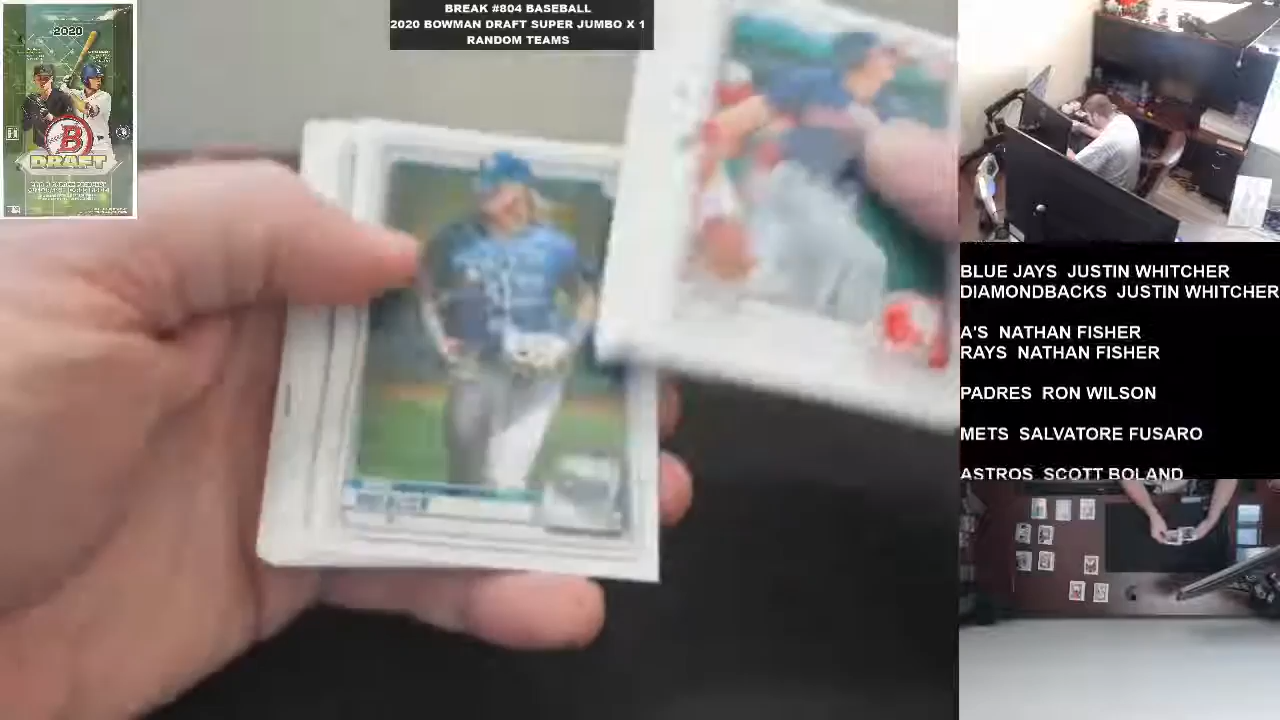 2020
B
DRAFT
BREAK #804 BASEBALL
2020 BOWMAN DRAFT SUPER JUMBO X 1
RANDOM TEAMS
BLUE JAYS JUSTIN WHITCHER
DIAMONDBACKS JUSTIN WHITCHER
A'S NATHAN FISHER
RAYS NATHAN FISHER
PADRES RON WILSON
METS SALVATORE FUSARO
ASTROS SCOTT BOLAND